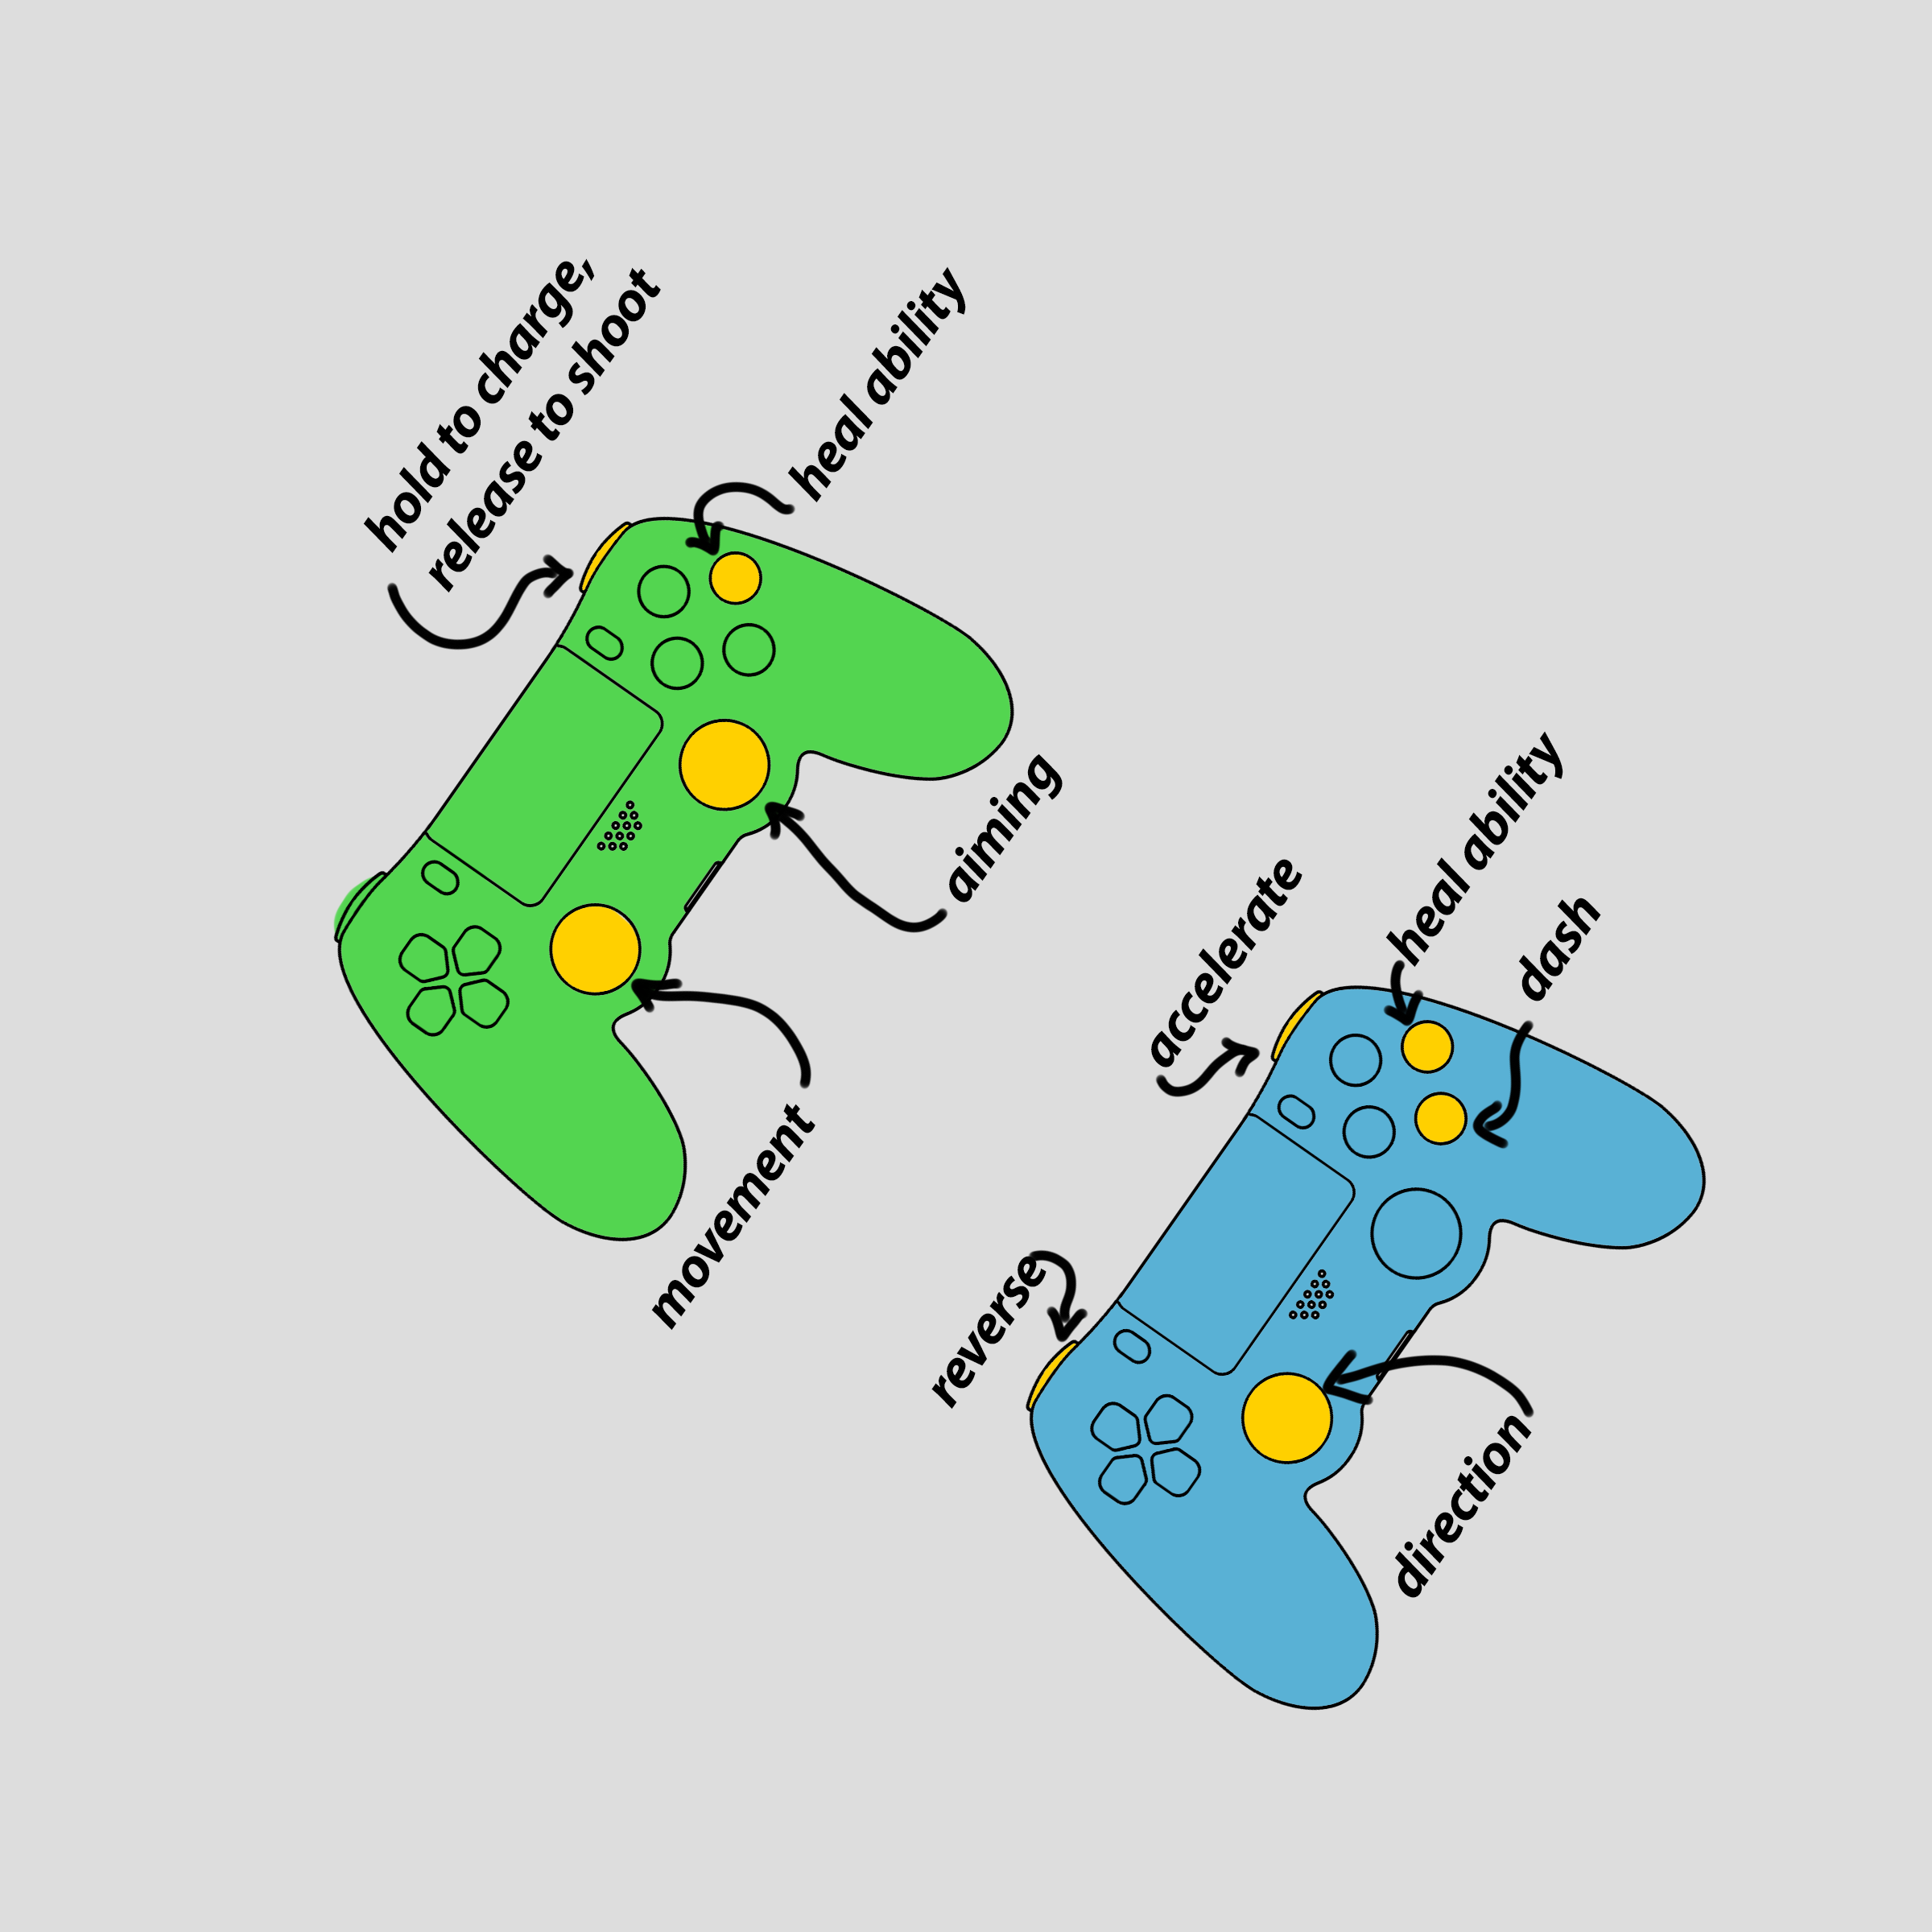 hold to charge,
release to shoot
heal ability
aiming
movement
accelerate
heal ability
dash
reverse
direction